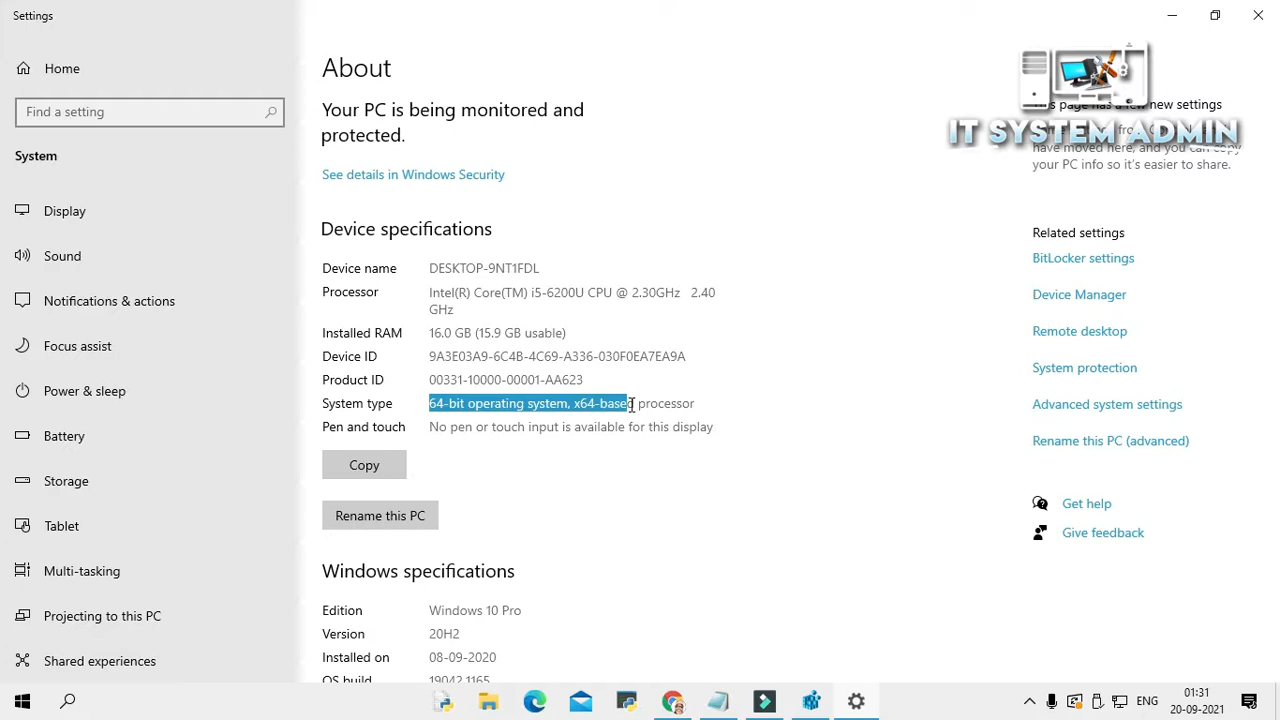 Settings
Home
Find a setting
System
Display
Sound
Notifications & actions
Focus assist
Power & sleep
Battery
Storage
Tablet
Multi-tasking
Projecting to this PC
Shared experiences
About
Your PC is being monitored and
protected.
See details in Windows Security
Device specifications
Device name DESKTOP-9NT1FDL
Processor Intel(R) Core(TM) i5-6200U CPU @ 2.30GHz 2.40
GHz
Installed RAM 16.0 GB (15.9 GB usable)
Device ID 9A3E03A9-6C4B-4C69-A336-030F0EA7EA9A
Product ID 00331-10000-00001-AA623
System type 64-bit operating system, x64-based processor
Pen and touch No pen or touch input is available for this display
Copy
Rename this PC
Windows specifications
Edition Windows 10 Pro
Version 20H2
Installed on 08-09-2020
OS build 19042.1165
This page has a few new settings
IT SYSTEM ADMIN
have moved here, and you can copy
your PC info so it's easier to share.
Related settings
BitLocker settings
Device Manager
Remote desktop
System protection
Advanced system settings
Rename this PC (advanced)
Get help
Give feedback
ENG
01:31
20-09-2021